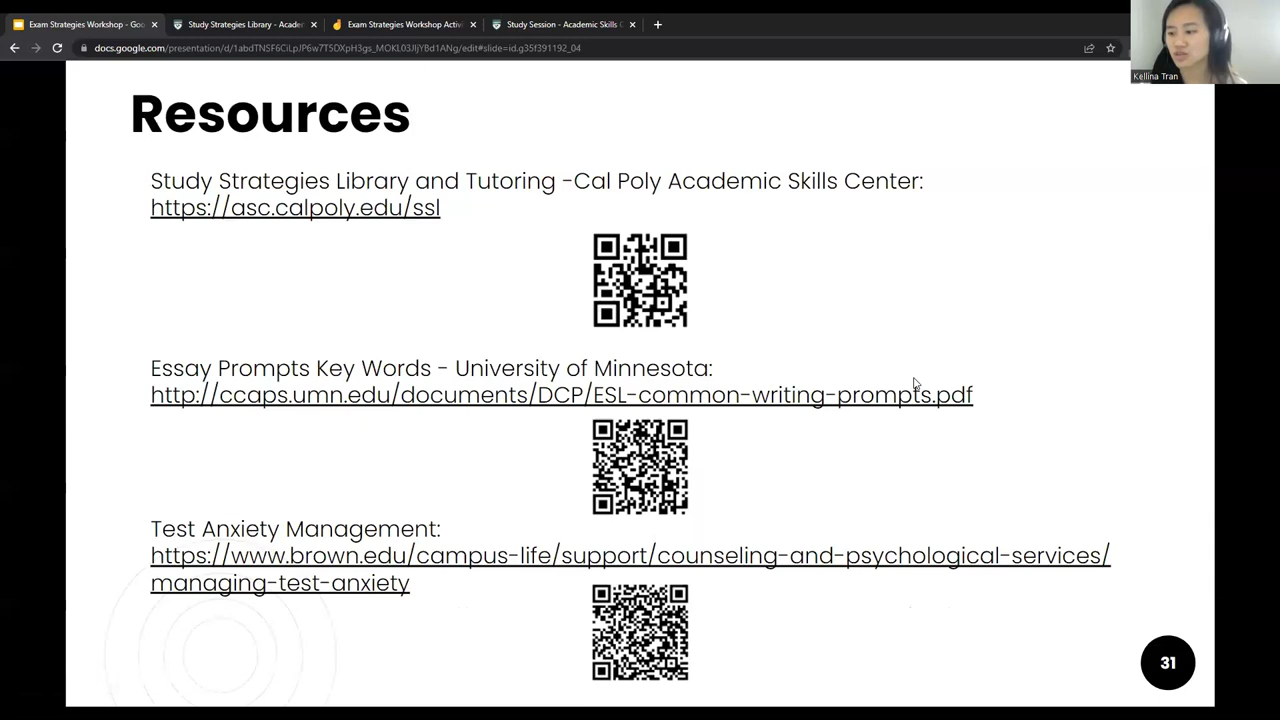 Exam Strategies Workshop - Goo
Study Strategies Library - Acade
Exam Strategies Workshop Activi
Study Session - Academic Skills C
docs.google.com/presentation/d/1abdTNSF6CiLpJP6w7T5DXpH3gs_MOKL03JljYBd1ANg/edit#slide=id.g35f391192_04
Kellina Tran
Resources
Study Strategies Library and Tutoring -Cal Poly Academic Skills Center:
https://asc.calpoly.edu/ssl
Essay Prompts Key Words - University of Minnesota:
http://ccaps.umn.edu/documents/DCP/ESL-common-writing-prompts.pdf
Test Anxiety Management:
https://www.brown.edu/campus-life/support/counseling-and-psychological-services/
managing-test-anxiety
31